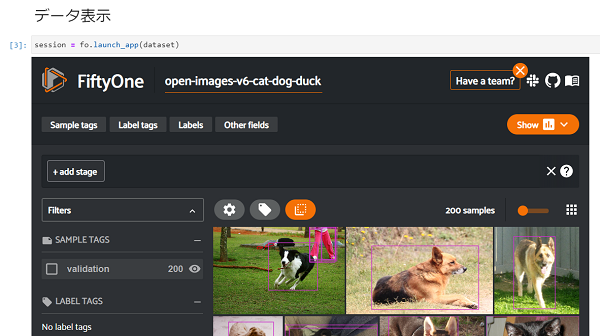 データ表示
[3]: session = fo.launch_app(dataset)
FiftyOne open-images-v6-cat-dog-duck Have a team?
Sample tags Label tags Labels Other fields Show
+ add stage
Filters 200 samples
SAMPLE TAGS
validation 200
LABEL TAGS
No label tags